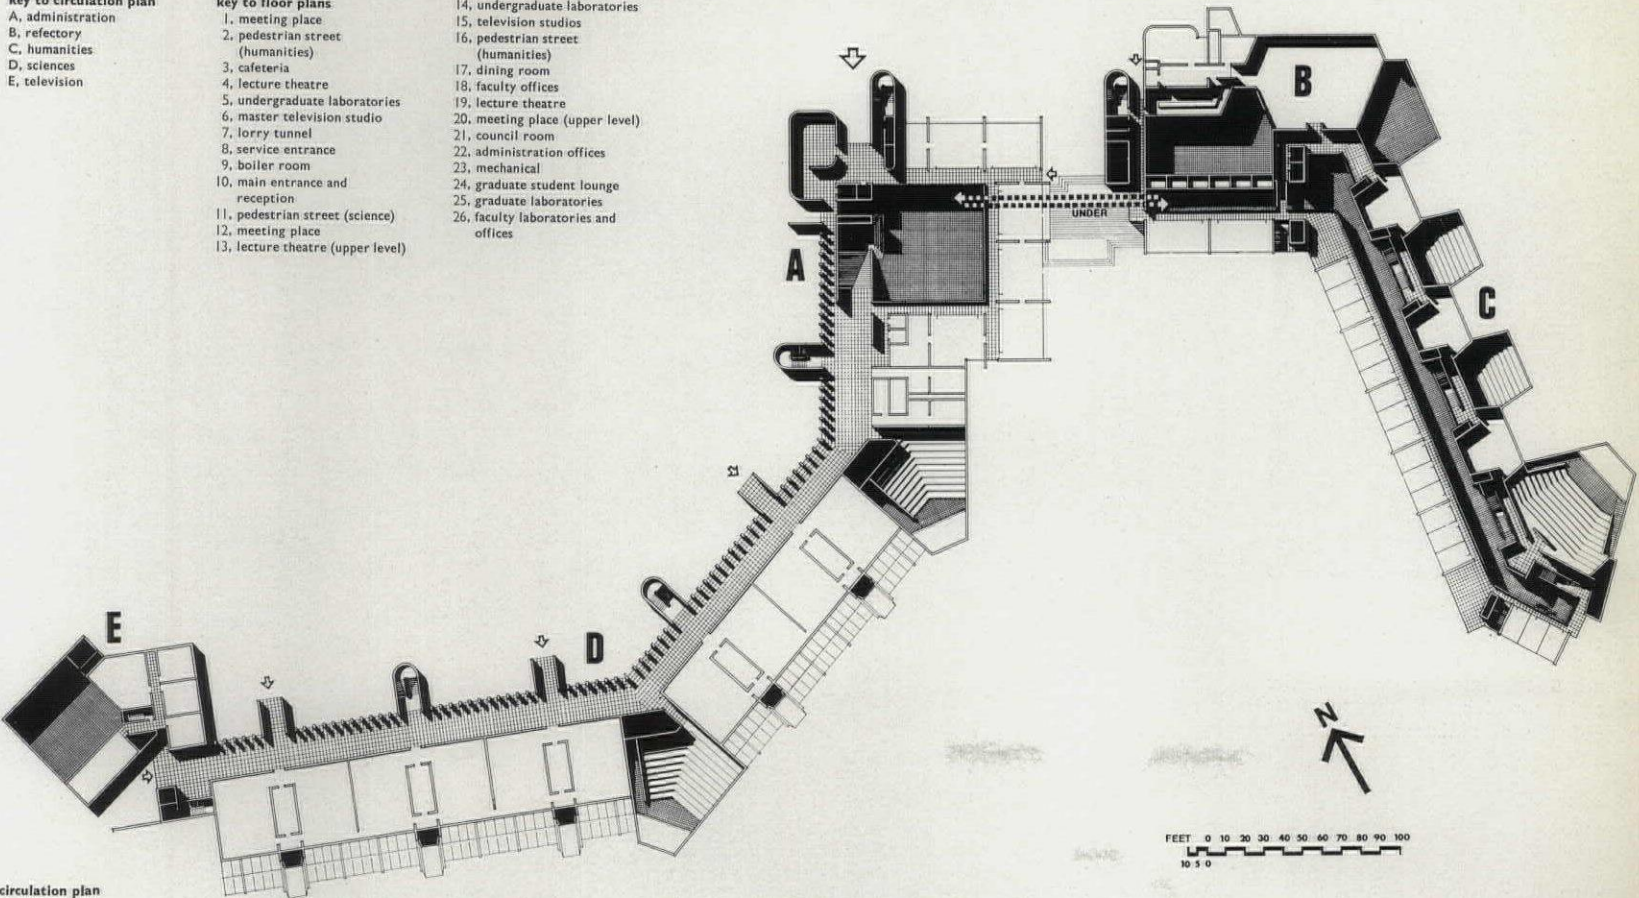 Key to circulation plan
A, administration
B, refectory
C, humanities
D, sciences
E, television
Key to floor plans
1, meeting place
2, pedestrian street
(humanities)
3, cafeteria
4, lecture theatre
5, undergraduate laboratories
6, master television studio
7, lorry tunnel
8, service entrance
9, boiler room
10, main entrance and
reception
11, pedestrian street (science)
12, meeting place
13, lecture theatre (upper level)
14, undergraduate laboratories
15, television studios
16, pedestrian street
(humanities)
17, dining room
18, faculty offices
19, lecture theatre
20, meeting place (upper level)
21, council room
22, administration offices
23, mechanical
24, graduate student lounge
25, graduate laboratories
26, faculty laboratories and
offices
B
UNDER
A
C
E
D
N
FEET 0 10 20 30 40 50 60 70 80 90 100
10 5 0
circulation plan